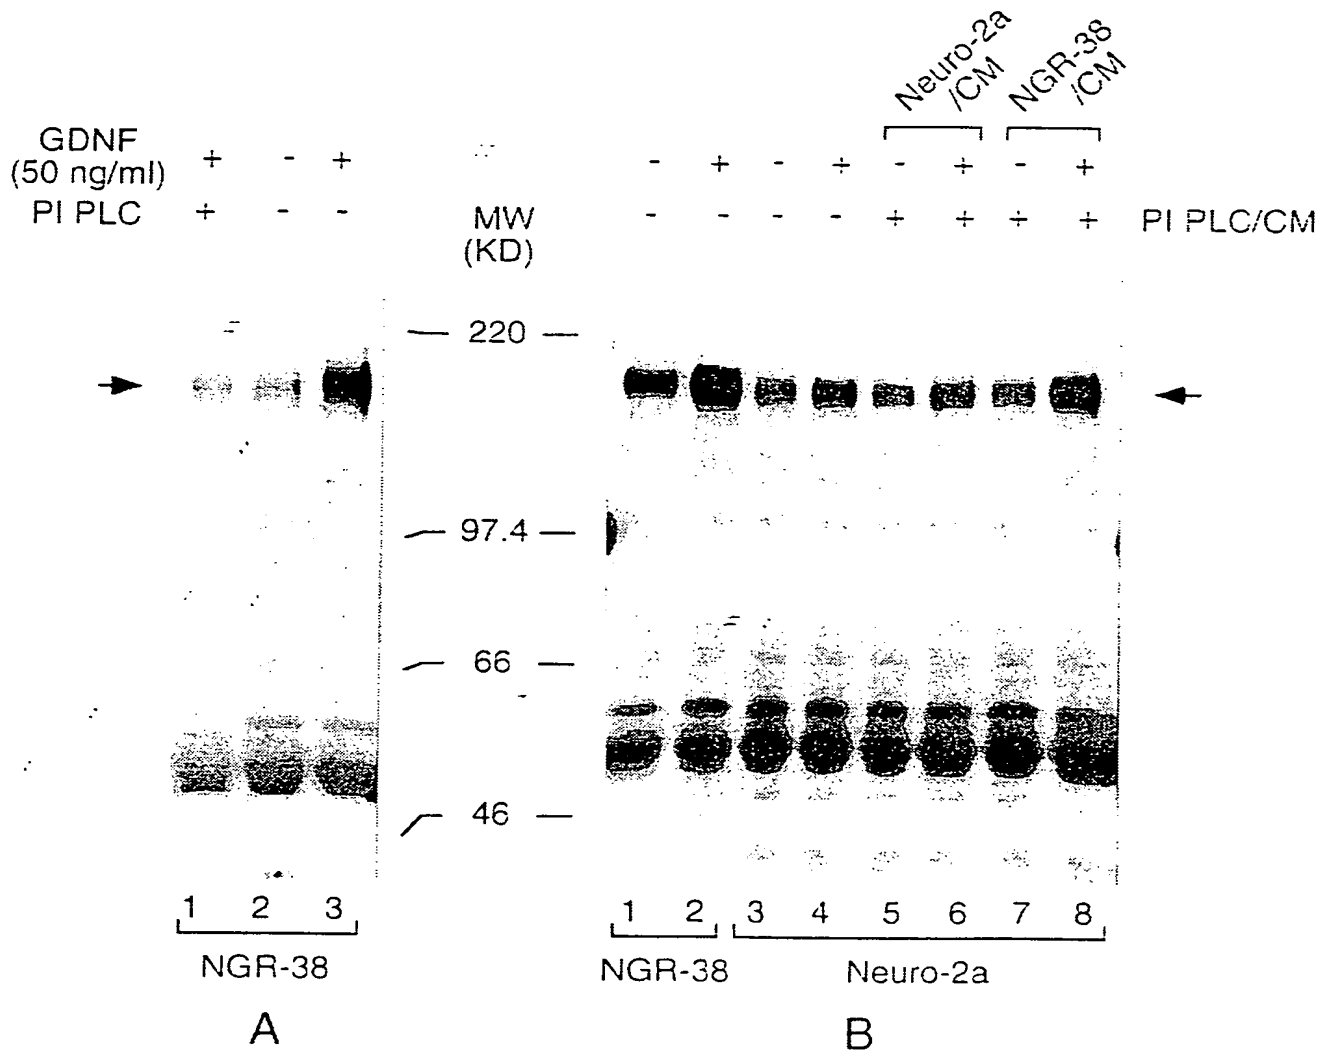 Neuro-2a
/CM
NGR-38
/CM
GDNF
(50 ng/ml)
+ - +
- + - + - + - +
PI PLC
+ - -
MW
(KD)
- - - - + + + +
PI PLC/CM
220
97.4
66
46
1 2 3
1 2 3 4 5 6 7 8
NGR-38
NGR-38
Neuro-2a
A
B